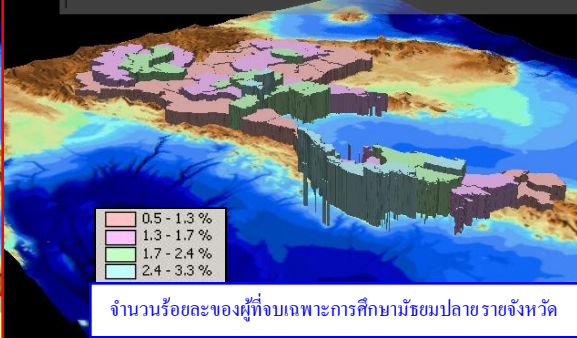 0.5 - 1.3 %
1.3 - 1.7 %
1.7 - 2.4 %
2.4 - 3.3 %
จำนวนร้อยละของผู้ที่จบเฉพาะการศึกษามัธยมปลาย รายจังหวัด